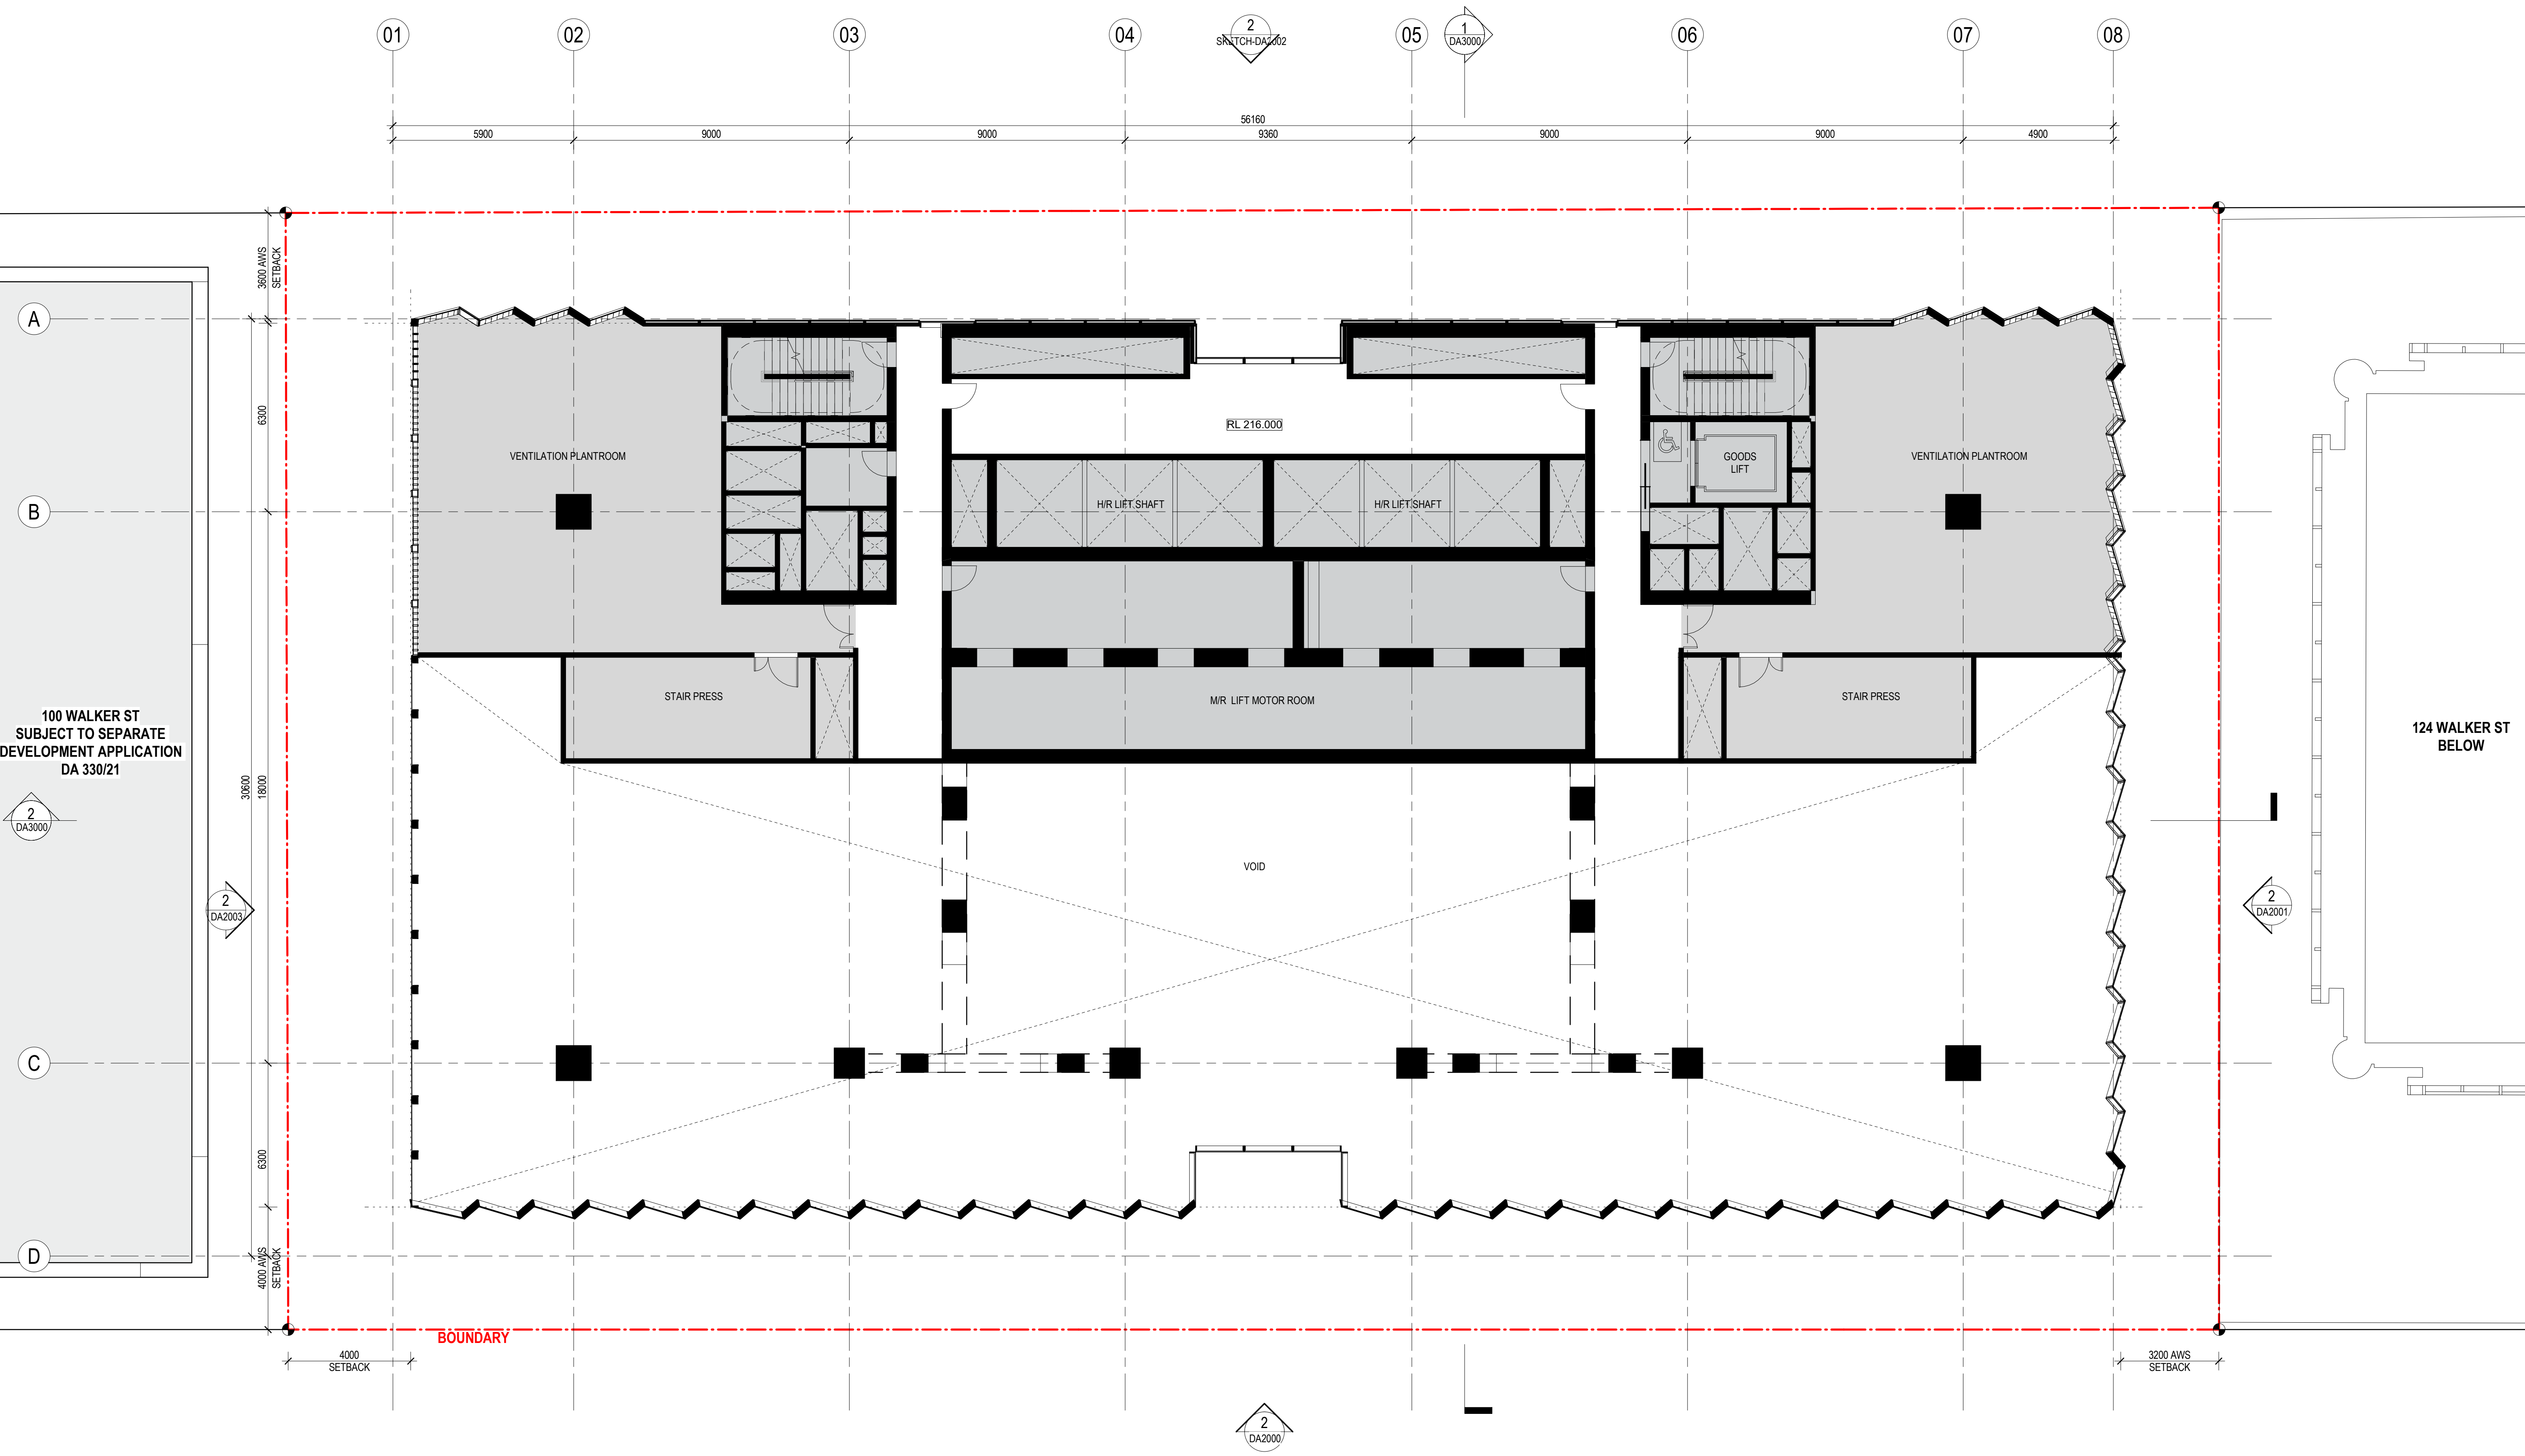 01
02
03
04
2
SKETCH-DA2002
05
1
DA3000
06
07
08
56160
5900
9000
9000
9360
9000
9000
4900
3600 AWS
SETBACK
A
6300
RL 216.000
VENTILATION PLANTROOM
GOODS
LIFT
VENTILATION PLANTROOM
B
H/R LIFT SHAFT
H/R LIFT SHAFT
STAIR PRESS
M/R LIFT MOTOR ROOM
STAIR PRESS
100 WALKER ST
SUBJECT TO SEPARATE
DEVELOPMENT APPLICATION
DA 330/21
124 WALKER ST
BELOW
30600
18000
2
DA3000
VOID
2
DA2003
2
DA2001
C
6300
D
4000 AWS
SETBACK
BOUNDARY
4000
SETBACK
3200 AWS
SETBACK
2
DA2000